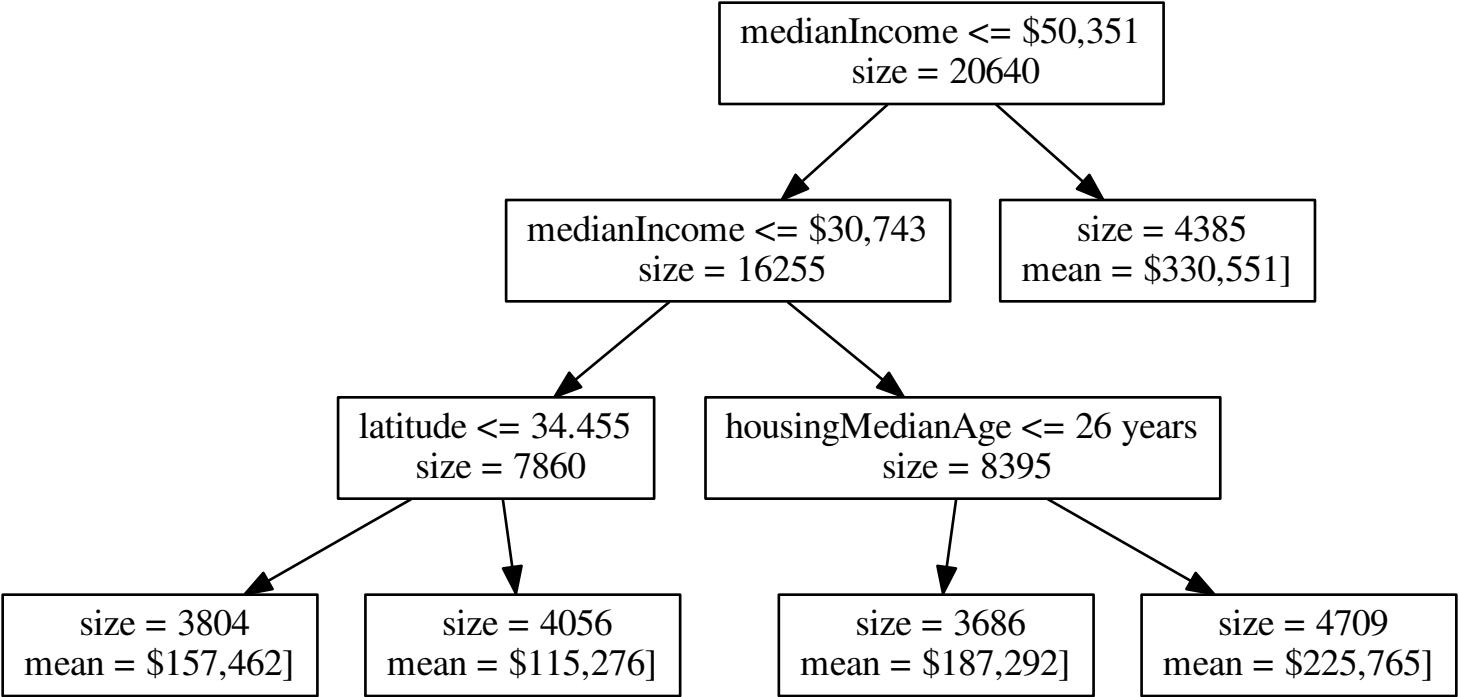 medianIncome <= $50,351
size = 20640
medianIncome <= $30,743
size = 16255
size = 4385
mean = $330,551]
latitude <= 34.455
size = 7860
housingMedianAge <= 26 years
size = 8395
size = 3804
mean = $157,462]
size = 4056
mean = $115,276]
size = 3686
mean = $187,292]
size = 4709
mean = $225,765]